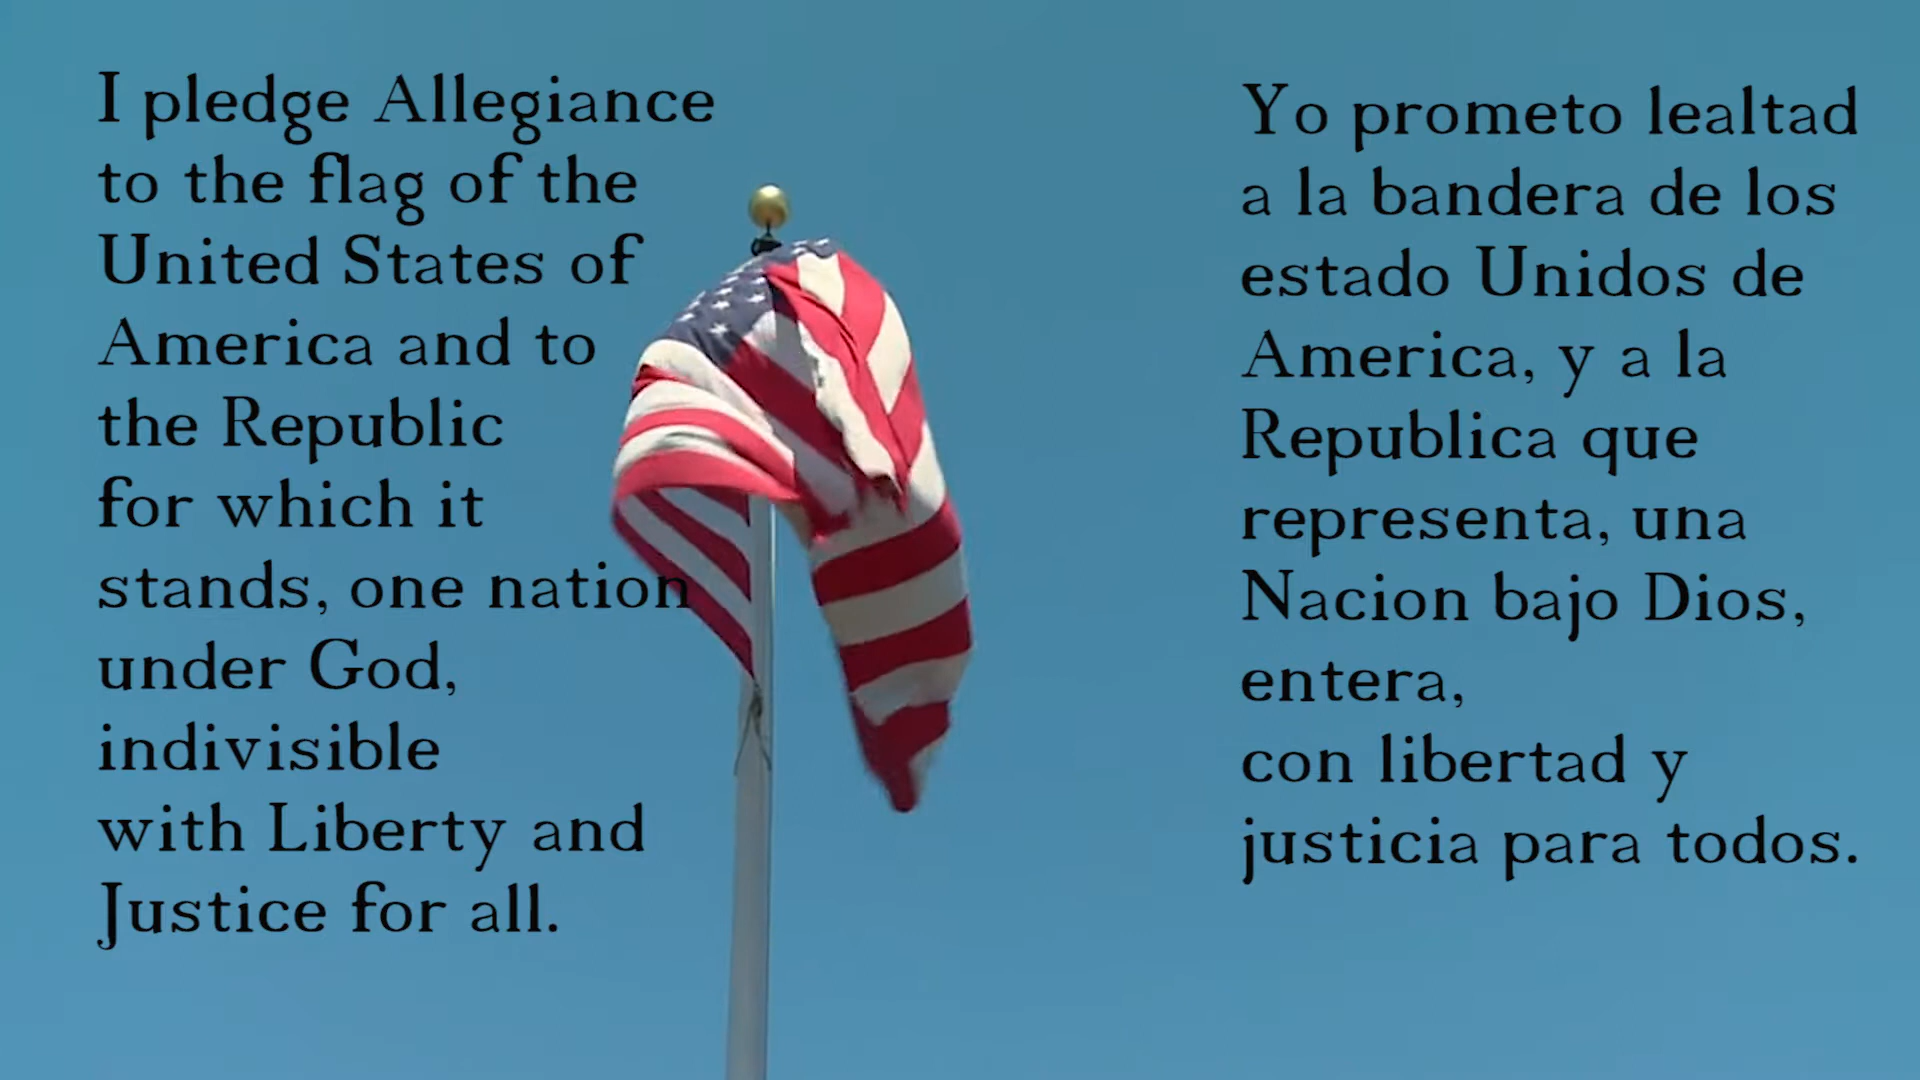 I pledge Allegiance
to the flag of the
United States of
America and to
the Republic
for which it
stands, one nation
under God,
indivisible
with Liberty and
Justice for all.
Yo prometo lealtad
a la bandera de los
estado Unidos de
America, y a la
Republica que
representa, una
Nacion bajo Dios,
entera,
con libertad y
justicia para todos.